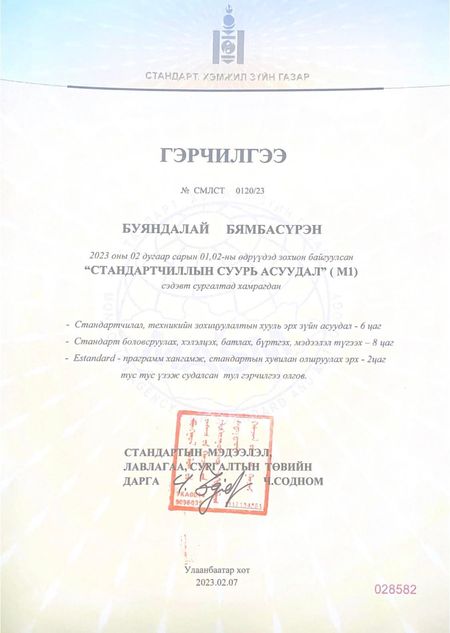 СТАНДАРТ, ХЭМЖИЛ ЗҮЙН ГАЗАР
ГЭРЧИЛГЭЭ
№ СМЛСТ 0120/23
БУЯНДАЛАЙ БЯМБАСҮРЭН
2023 оны 02 дугаар сарын 01,02-ны өдрүүдэд зохион байгуулсан
“СТАНДАРТЧИЛЛЫН СУУРЬ АСУУДАЛ” ( М1)
сэдэвт сургалтад хамрагдан
- Стандартчилал, техникийн зохицуулалтын хууль эрх зүйн асуудал - 6 цаг
- Стандарт боловсруулах, хэлэлцэх, батлах, бүртгэх, мэдээлэл түгээх – 8 цаг
- Estandard - программ хангамж, стандартын хувилан олшруулах эрх - 2цаг
тус тус үзэж судалсан тул гэрчилгээ олгов.
СТАНДАРТЫН МЭДЭЭЛЭЛ,
ЛАВЛАГАА, СУРГАЛТЫН ТӨВИЙН
ДАРГА Ч.СОДНОМ
Улаанбаатар хот
2023.02.07
028582